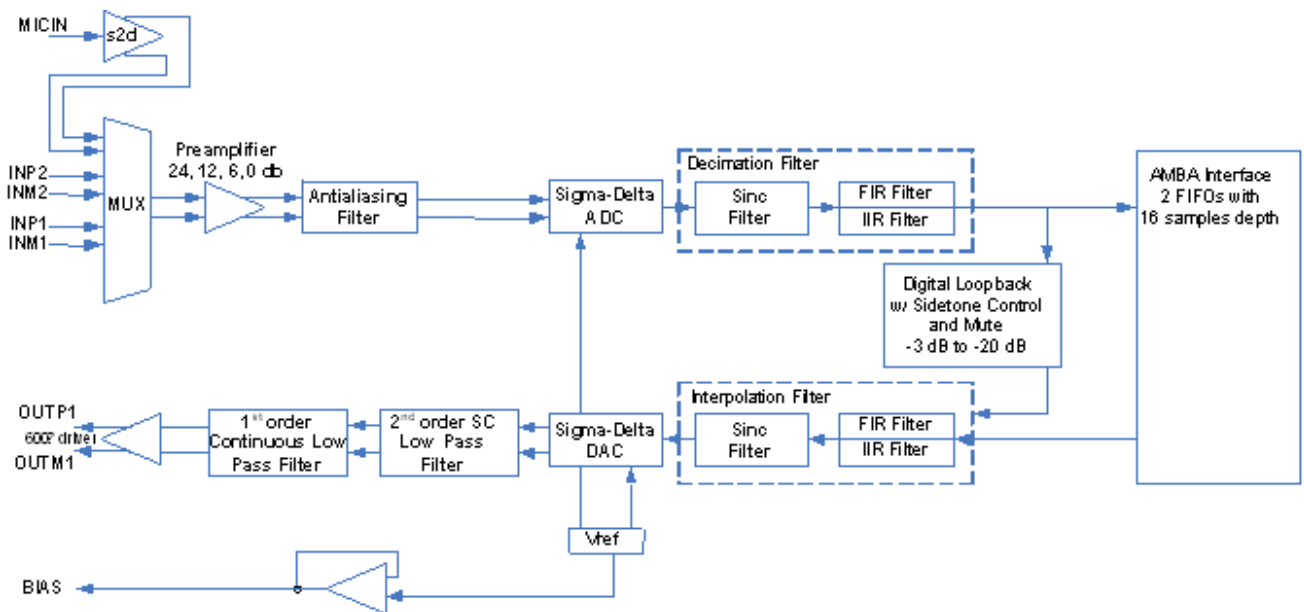 MICIN
s2d
Preamplifier
24, 12, 6,0 db
INP2
INM2
INP1
INM1
MUX
Antialiasing
Filter
Sigma-Delta
ADC
Decimation Filter
Sinc
Filter
FIR Filter
IIR Filter
AMBA Interface
2 FIFOs with
16 samples depth
Digital Loopback
w/ Sidetone Control
and Mute
-3 dB to -20 dB
OUTP1
600? driver
OUTM1
1st order
Continuous Low
Pass Filter
2nd order SC
Low Pass
Filter
Sigma-Delta
DAC
Interpolation Filter
Sinc
Filter
FIR Filter
IIR Filter
Vref
BIAS